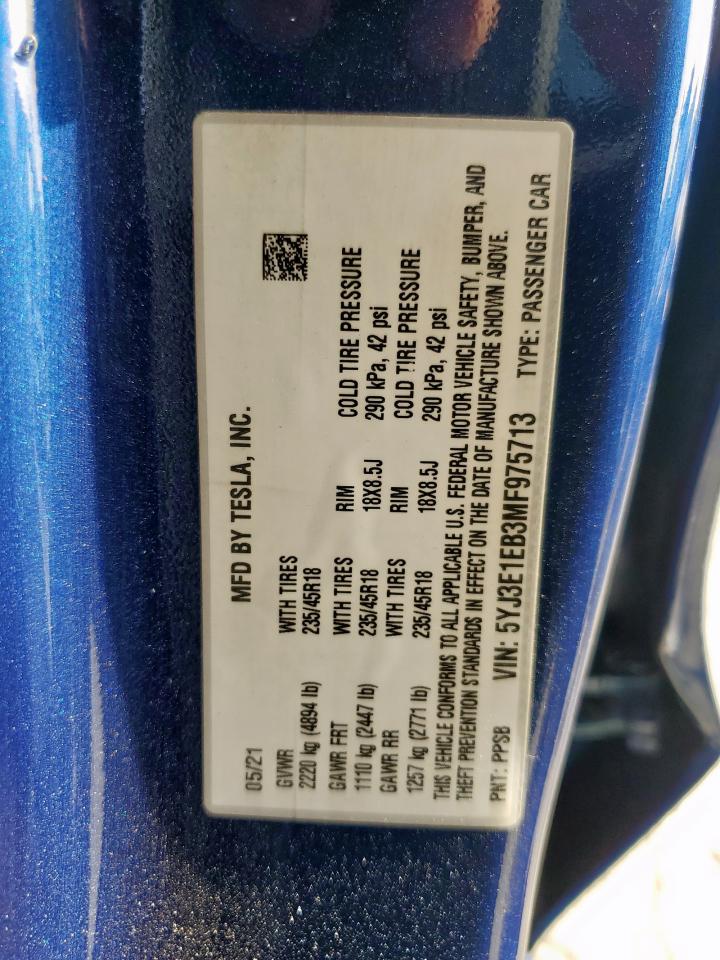 05/21 MFD BY TESLA, INC.
GVWR WITH TIRES
2220 kg (4894 lb) 235/45R18
GAWR FRT WITH TIRES RIM COLD TIRE PRESSURE
1110 kg (2447 lb) 235/45R18 18X8.5J 290 kPa, 42 psi
GAWR RR WITH TIRES RIM COLD TIRE PRESSURE
1257 kg (2771 lb) 235/45R18 18X8.5J 290 kPa, 42 psi
THIS VEHICLE CONFORMS TO ALL APPLICABLE U.S. FEDERAL MOTOR VEHICLE SAFETY, BUMPER, AND
THEFT PREVENTION STANDARDS IN EFFECT ON THE DATE OF MANUFACTURE SHOWN ABOVE.
PNT: PPSB VIN: 5YJ3E1EB3MF975713 TYPE: PASSENGER CAR